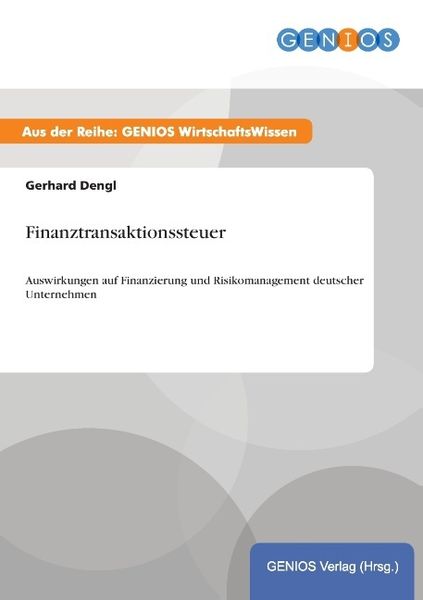 GENIOS
Aus der Reihe: GENIOS WirtschaftsWissen
Gerhard Dengl
Finanztransaktionssteuer
Auswirkungen auf Finanzierung und Risikomanagement deutscher
Unternehmen
GENIOS Verlag (Hrsg.)